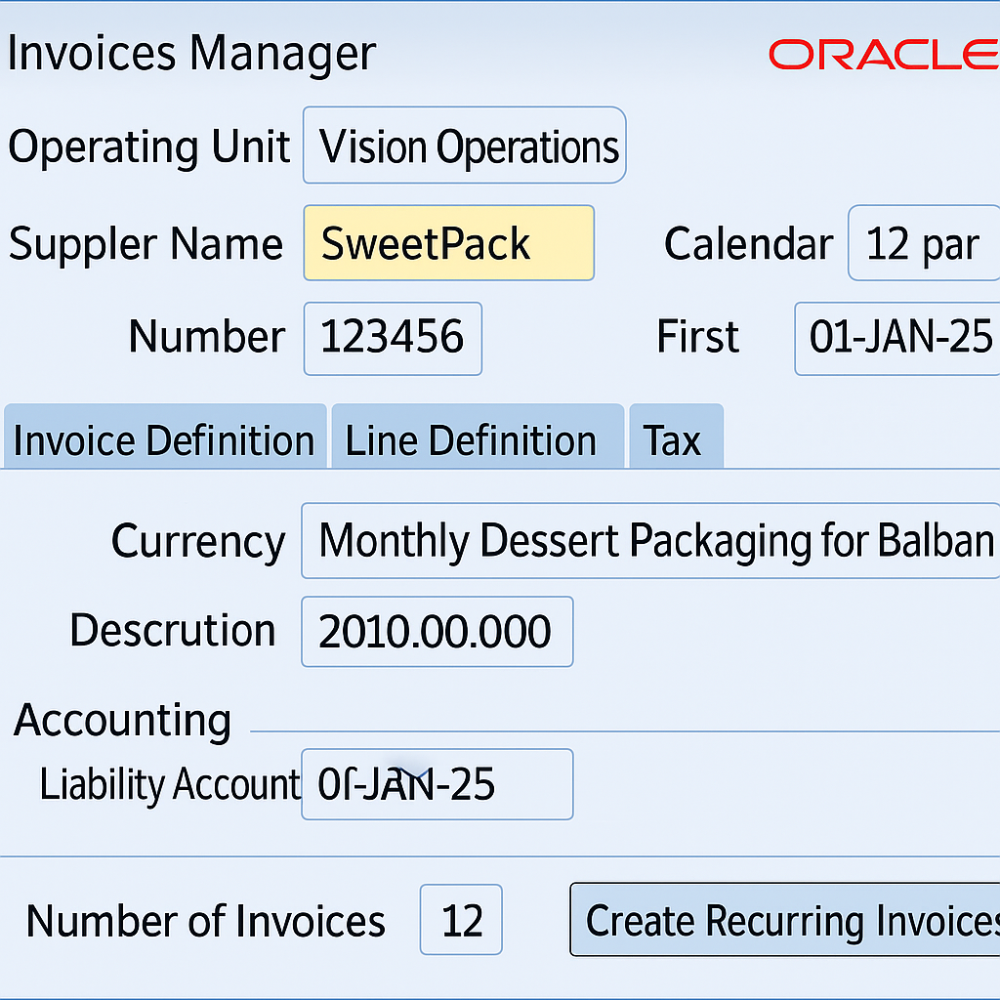 Invoices Manager ORACLE
Operating Unit Vision Operations
Suppler Name SweetPack Calendar 12 par
Number 123456 First 01-JAN-25
Invoice Definition Line Definition Tax
Currency Monthly Dessert Packaging for Balban
Descrution 2010.00.000
Accounting
Liability Account 0f-JAN-25
Number of Invoices 12 Create Recurring Invoices